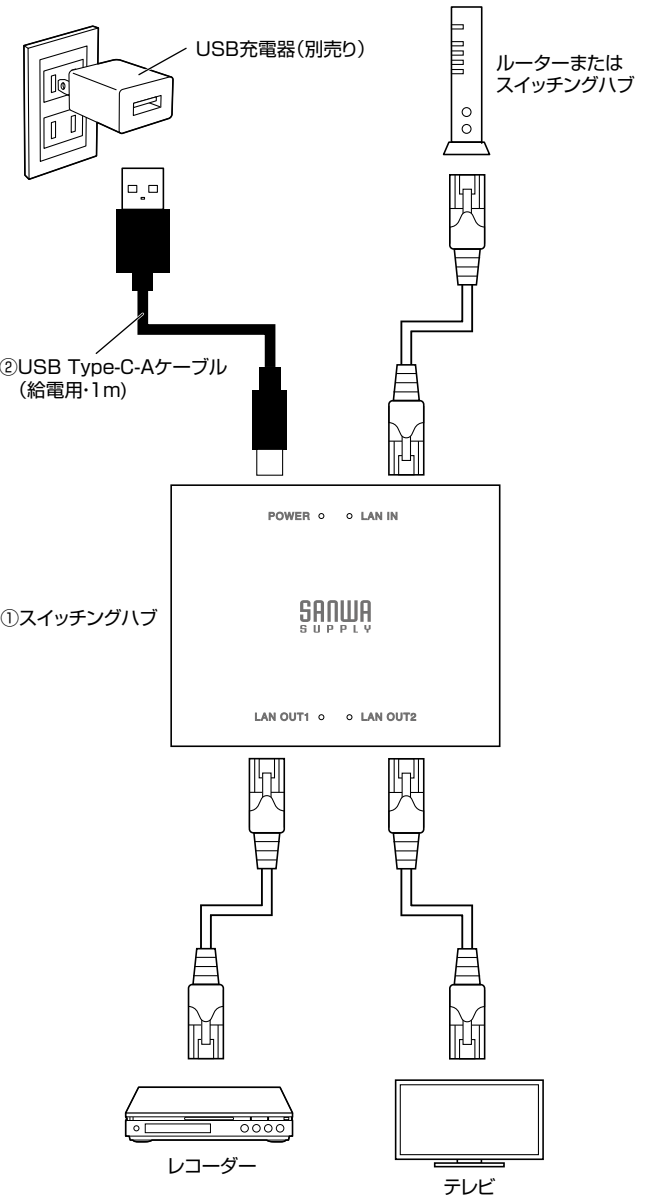 USB充電器（別売り）
ルーターまたは
スイッチングハブ
②USB Type-C-Aケーブル
（給電用・1m)
POWER
LAN IN
①スイッチングハブ
SANWA
SUPPLY
LAN OUT1
LAN OUT2
レコーダー
テレビ